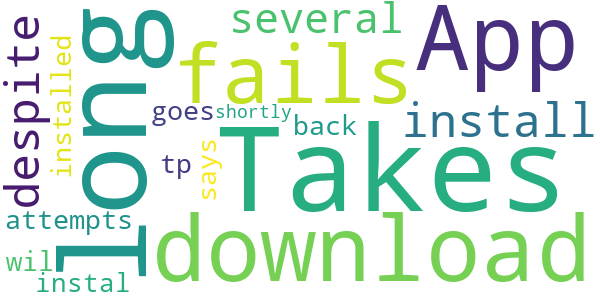 despite
installed
long
several
App
fails
goes
shortly
back
install
Takes
tp
says
attempts
download
wil
instal